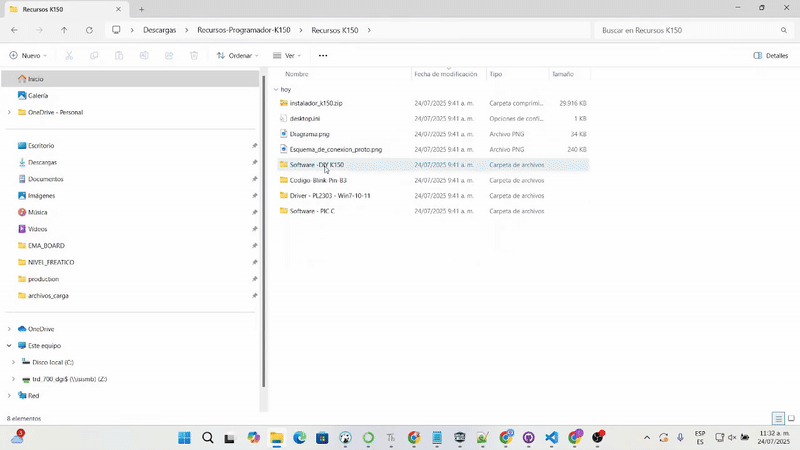 Recursos K150
Descargas > Recursos-Programador-K150 > Recursos K150 >
Buscar en Recursos K150
Nuevo
Ordenar
Ver
Detalles
Inicio
Galería
OneDrive - Personal
Escritorio
Descargas
Documentos
Imágenes
Música
Vídeos
EMA_BOARD
NIVEL_FREATICO
production
archivos_carga
OneDrive
Este equipo
Disco local (C:)
trd_700_dgi$ (\\isismb) (Z:)
Red
Nombre Fecha de modificación Tipo Tamaño
hoy
instalador_k150.zip 24/07/2025 9:41 a. m. Carpeta comprimi... 29.916 KB
desktop.ini 24/07/2025 9:41 a. m. Opciones de confi... 1 KB
Diagrama.png 24/07/2025 9:41 a. m. Archivo PNG 34 KB
Esquema_de_conexion_proto.png 24/07/2025 9:41 a. m. Archivo PNG 240 KB
Software -DIY K150 24/07/2025 9:41 a. m. Carpeta de archivos
Codigo-Blink-Pin-B3 24/07/2025 9:41 a. m. Carpeta de archivos
Driver - PL2303 - Win7-10-11 24/07/2025 9:41 a. m. Carpeta de archivos
Software - PIC C 24/07/2025 9:41 a. m. Carpeta de archivos
8 elementos
ESP
ES
11:32 a. m.
24/07/2025